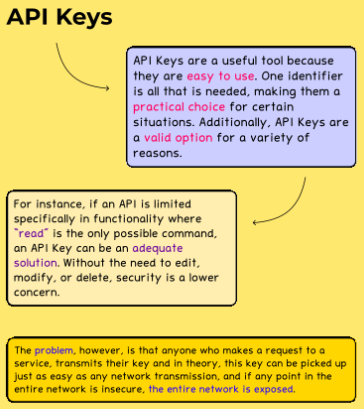 API Keys
API Keys are a useful tool because
they are easy to use. One identifier
is all that is needed, making them a
practical choice for certain
situations. Additionally, API Keys are
a valid option for a variety of
reasons.
For instance, if an API is limited
specifically in functionality where
"read" is the only possible command,
an API Key can be an adequate
solution. Without the need to edit,
modify, or delete, security is a lower
concern.
The problem, however, is that anyone who makes a request to a
service, transmits their key and in theory, this key can be picked up
just as easy as any network transmission, and if any point in the
entire network is insecure, the entire network is exposed.